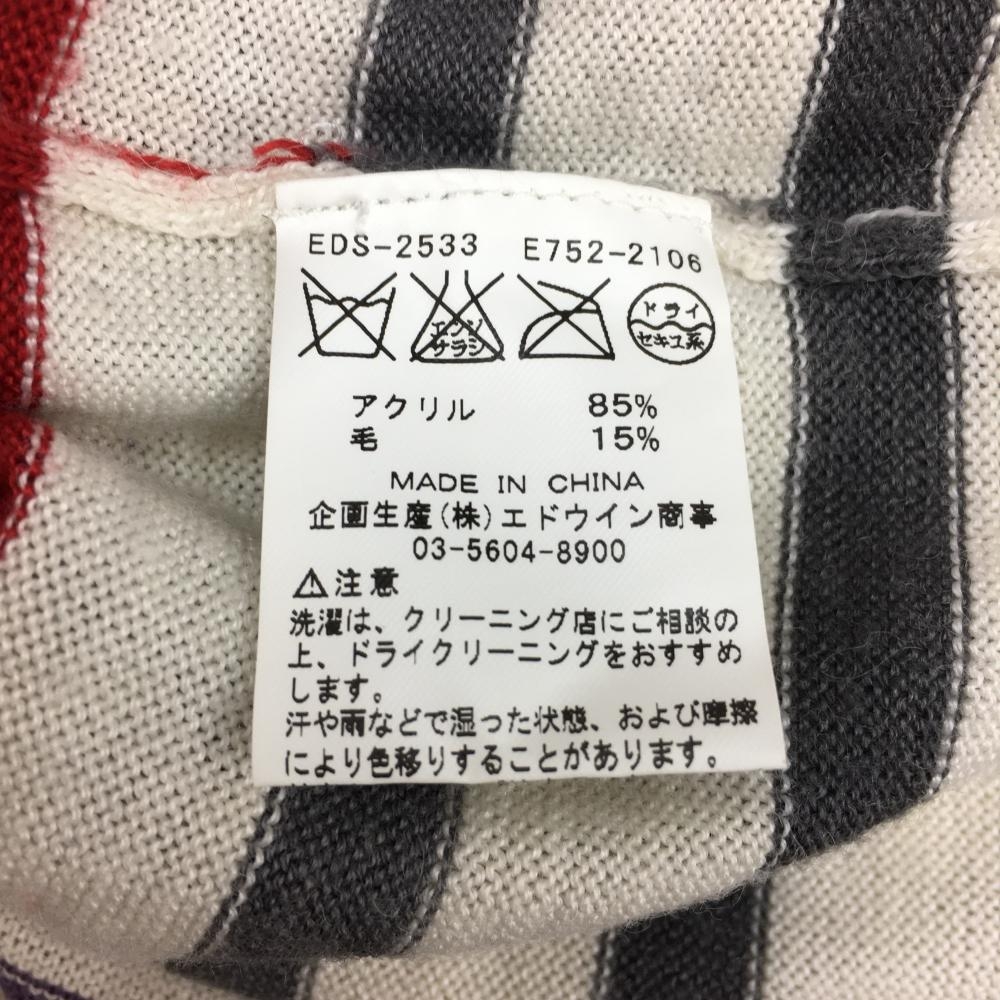 EDS-2533 E752-2106
エンソ
サラシ
ドライ
セキユ系
アクリル 85%
毛 15%
MADE IN CHINA
企画生産(株)エドウイン商事
03-5604-8900
⚠注意
洗濯は、クリーニング店にご相談の
上、ドライクリーニングをおすすめ
します。
汗や雨などで湿った状態、および摩擦
により色移りすることがあります。